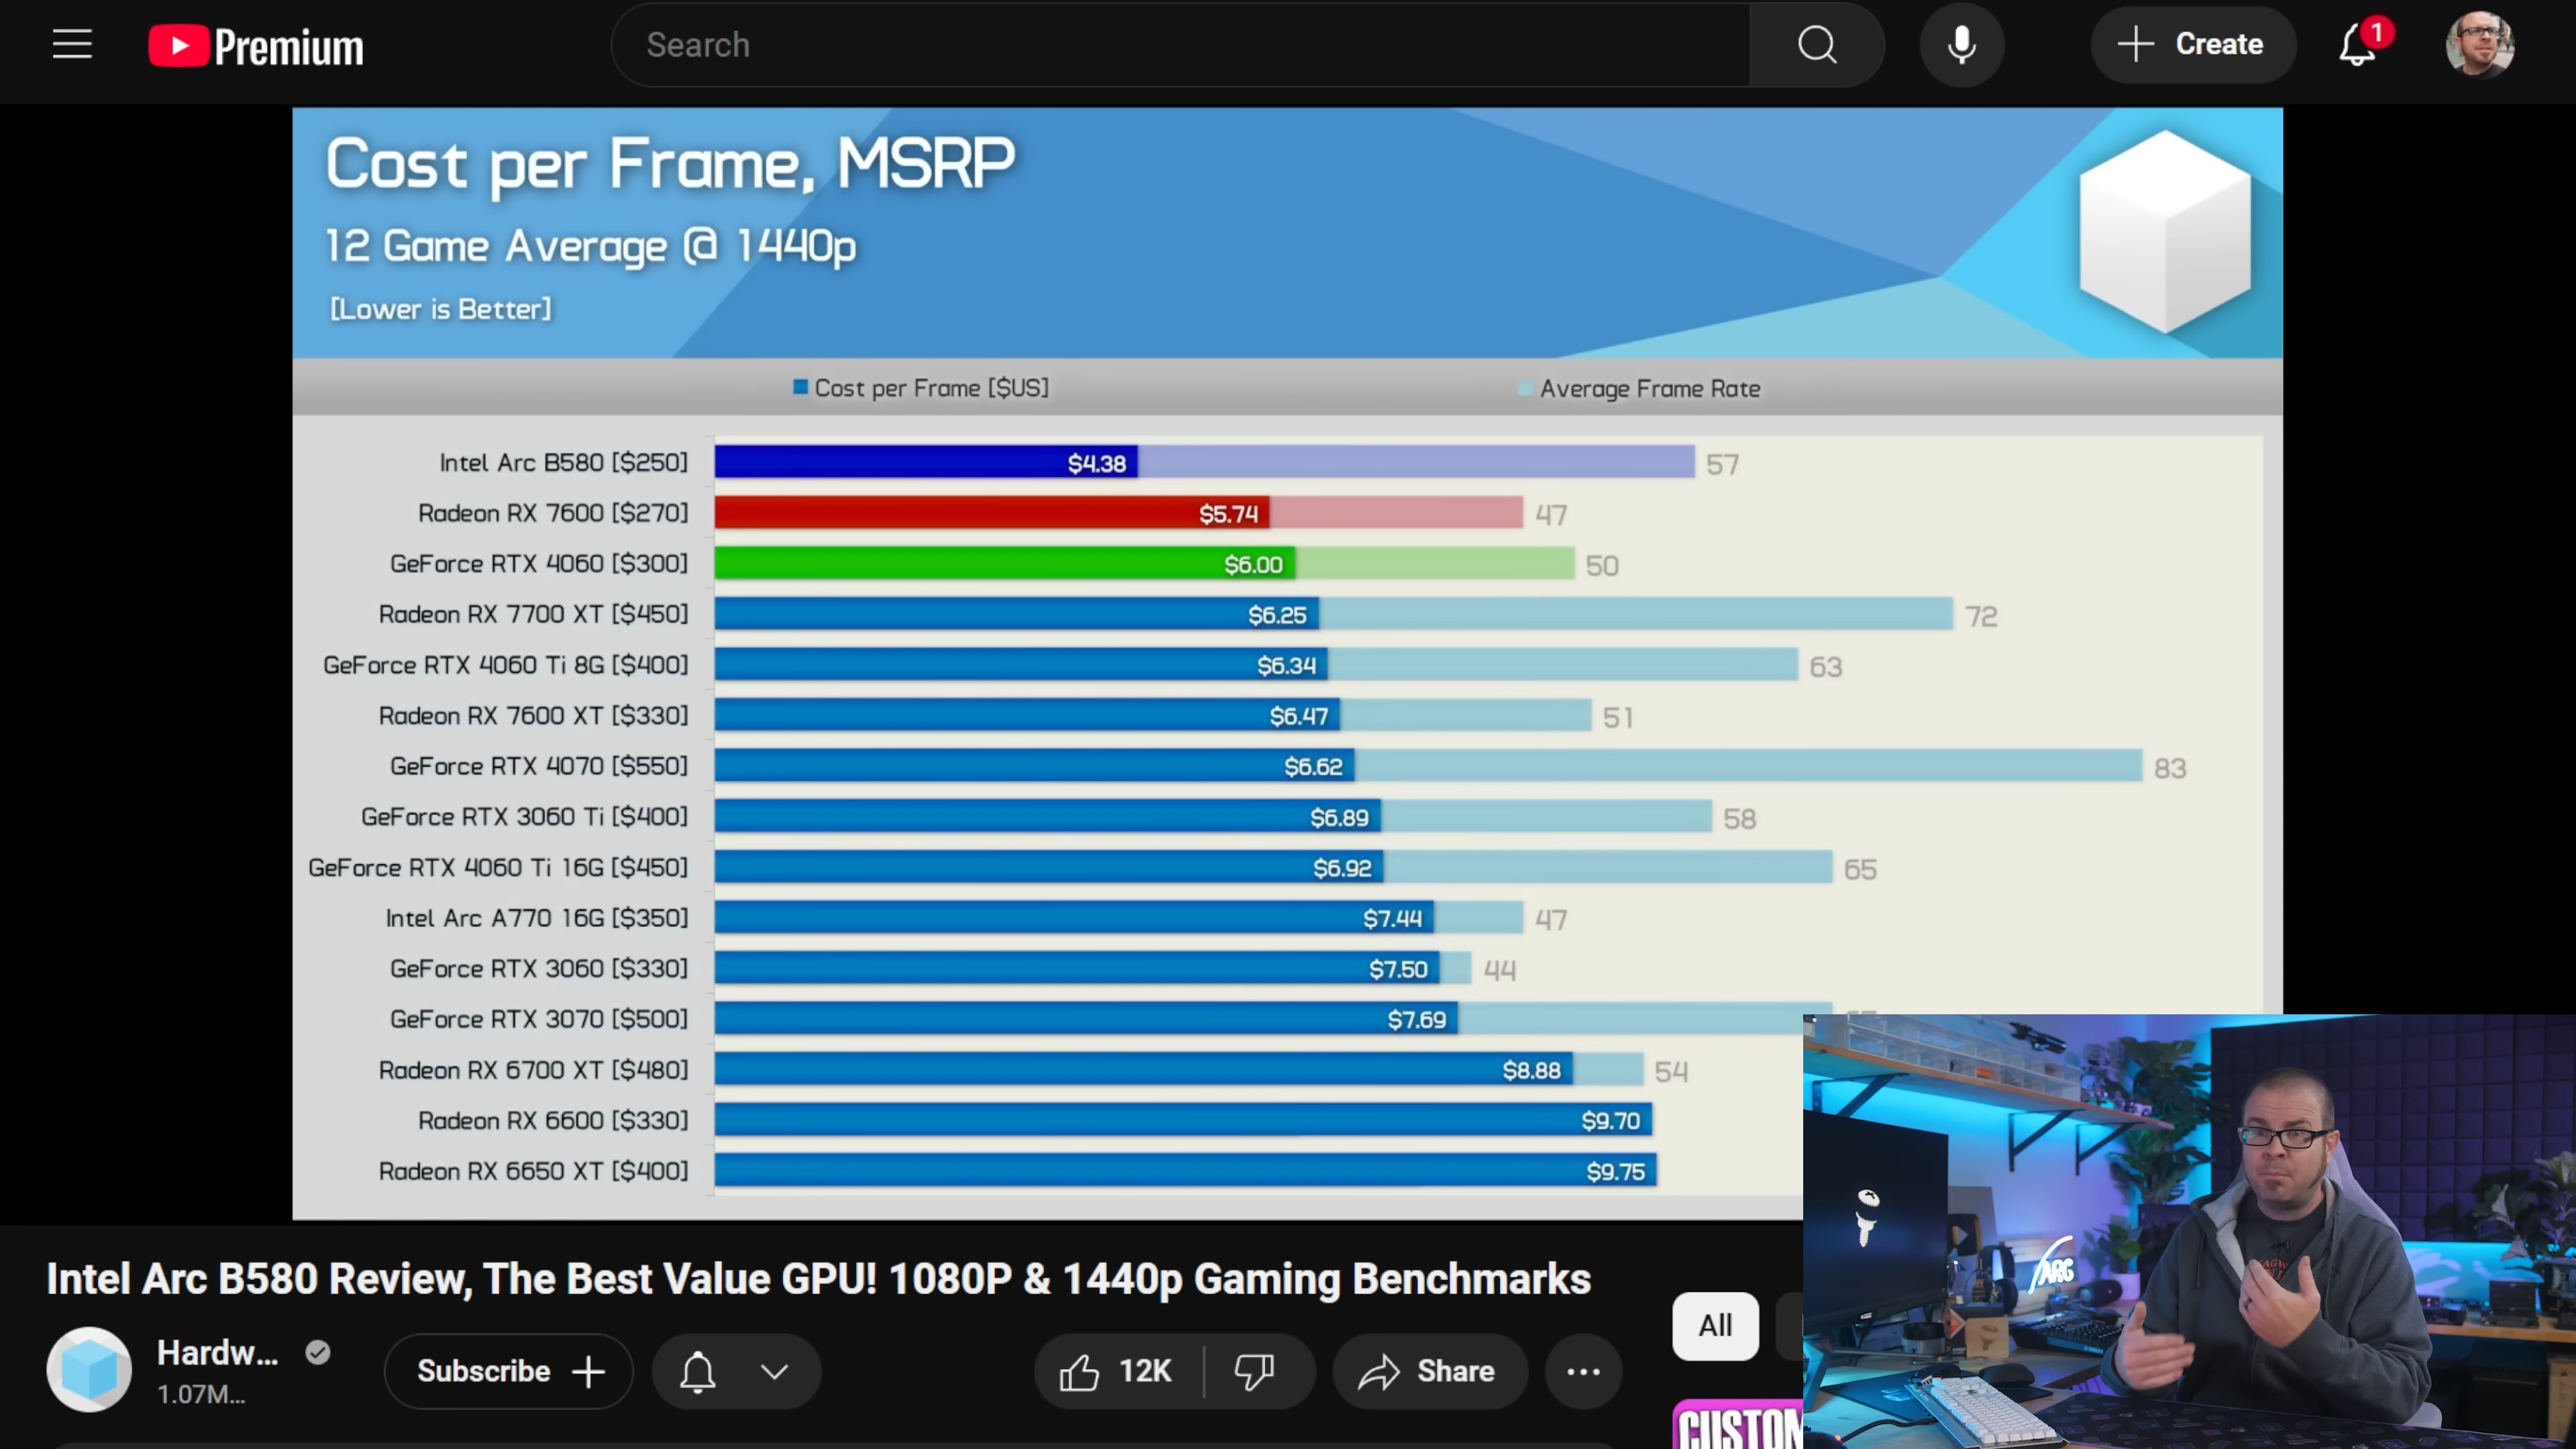 Premium
Search
Create
1
Cost per Frame, MSRP
12 Game Average @ 1440p
[Lower is Better]
Cost per Frame [$US]
Average Frame Rate
Intel Arc B580 [$250] $4.38 57
Radeon RX 7600 [$270] $5.74 47
GeForce RTX 4060 [$300] $6.00 50
Radeon RX 7700 XT [$450] $6.25 72
GeForce RTX 4060 Ti 8G [$400] $6.34 63
Radeon RX 7600 XT [$330] $6.47 51
GeForce RTX 4070 [$550] $6.62 83
GeForce RTX 3060 Ti [$400] $6.89 58
GeForce RTX 4060 Ti 16G [$450] $6.92 65
Intel Arc A770 16G [$350] $7.44 47
GeForce RTX 3060 [$330] $7.50 44
GeForce RTX 3070 [$500] $7.69
Radeon RX 6700 XT [$480] $8.88 54
Radeon RX 6600 [$330] $9.70
Radeon RX 6650 XT [$400] $9.75
Intel Arc B580 Review, The Best Value GPU! 1080P & 1440p Gaming Benchmarks
Hardw...
1.07M...
Subscribe
12K
Share
All
CUSTOM
ARC